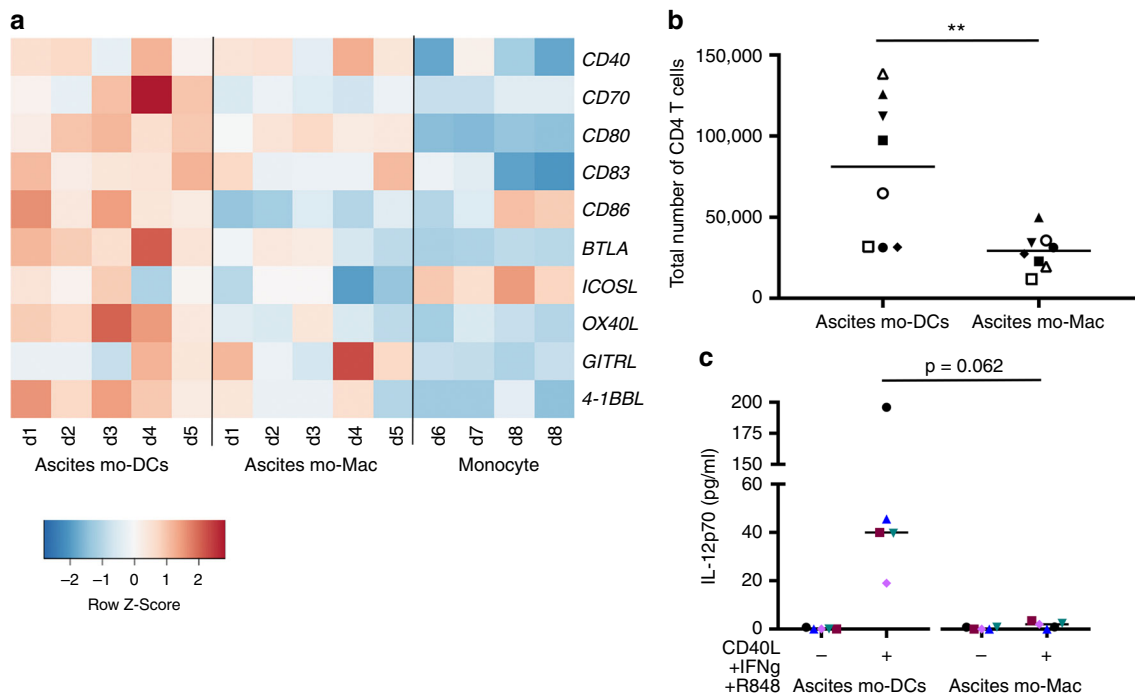 a
CD40
CD70
CD80
CD83
CD86
BTLA
ICOSL
OX40L
GITRL
4-1BBL
d1 d2 d3 d4 d5 d1 d2 d3 d4 d5 d6 d7 d8 d8
Ascites mo-DCs Ascites mo-Mac Monocyte
−2 −1 0 1 2
Row Z-Score
b
**
Total number of CD4 T cells
150,000
100,000
50,000
0
Ascites mo-DCs Ascites mo-Mac
c
p = 0.062
IL-12p70 (pg/ml)
200
175
150
60
40
20
0
CD40L
+IFNg
+R848
− + − +
Ascites mo-DCs Ascites mo-Mac